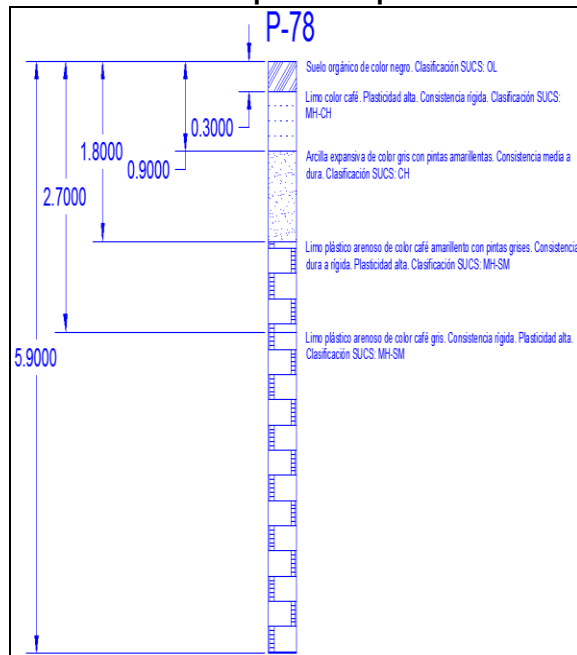 P-78
Suelo orgánico de color negro. Clasificación SUCS: OL
Limo color café. Plasticidad alta. Consistencia rígida. Clasificación SUCS:
MH-CH
0.3000
Arcilla expansiva de color gris con pintas amarillentas. Consistencia media a
dura. Clasificación SUCS: CH
0.9000
1.8000
2.7000
Limo plástico arenoso de color café amarillento con pintas grises. Consistencia
dura a rígida. Plasticidad alta. Clasificación SUCS: MH-SM
Limo plástico arenoso de color café gris. Consistencia rígida. Plasticidad alta.
Clasificación SUCS: MH-SM
5.9000